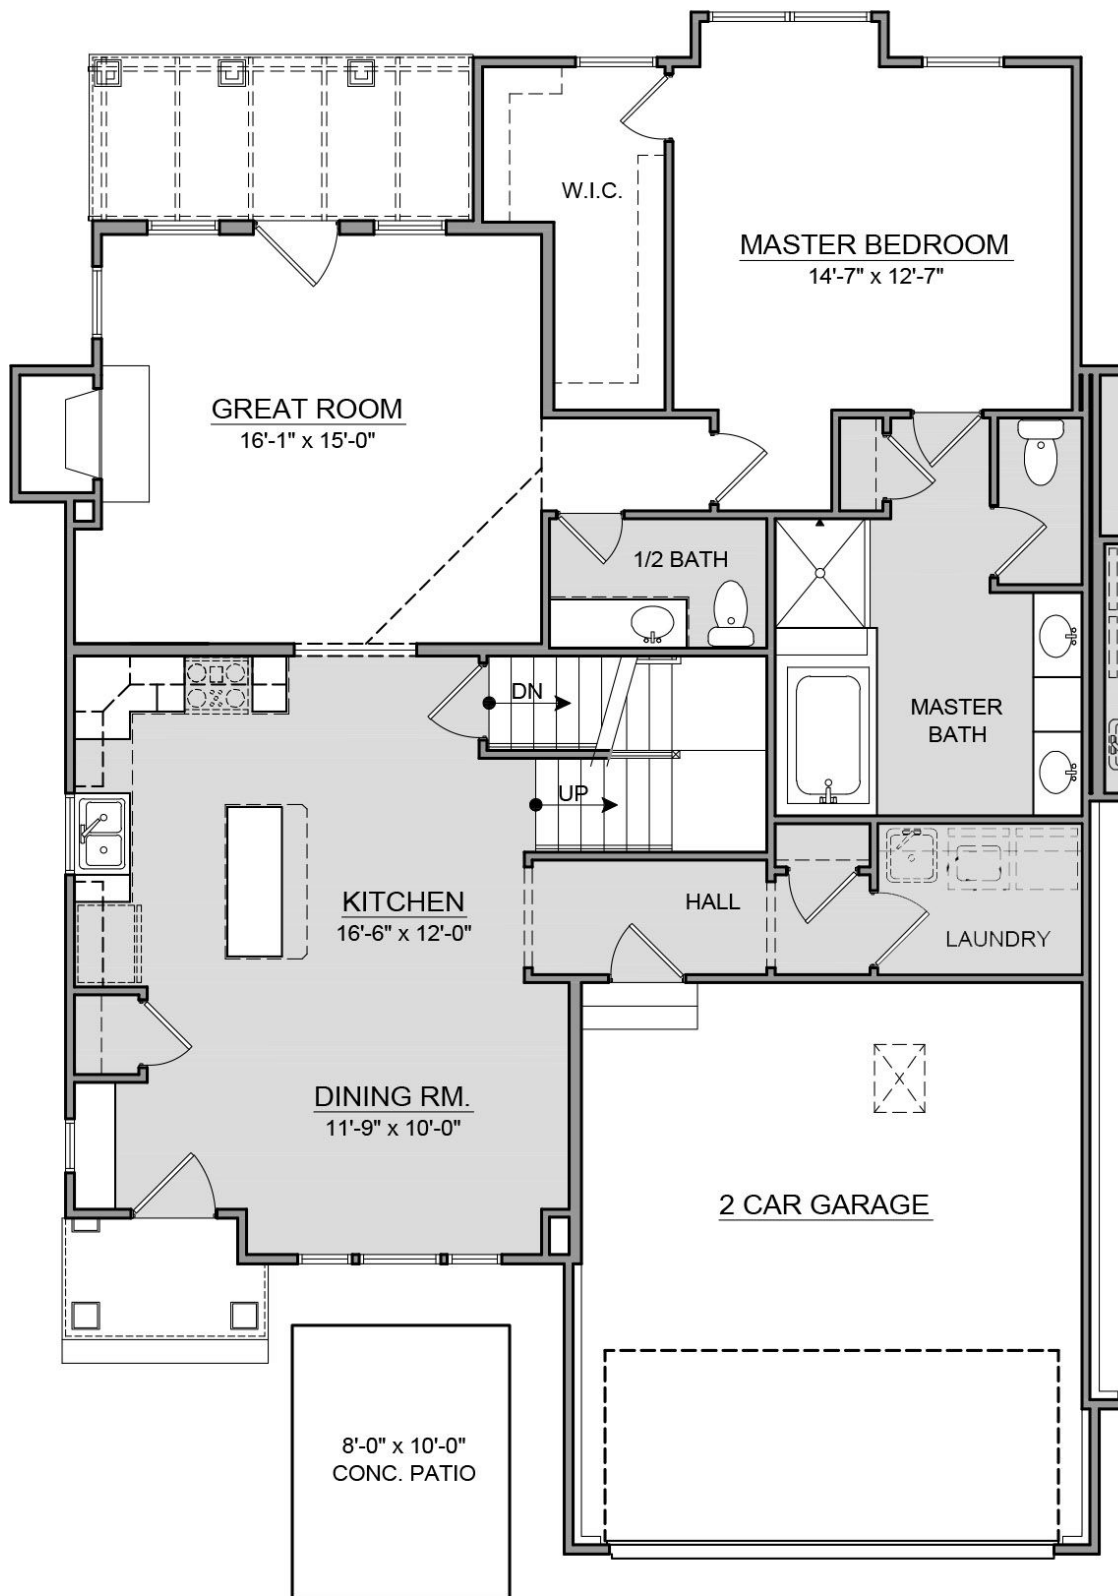 W.I.C.
MASTER BEDROOM
14'-7" x 12'-7"
GREAT ROOM
16'-1" x 15'-0"
1/2 BATH
DN
MASTER
BATH
UP
KITCHEN
16'-6" x 12'-0"
HALL
LAUNDRY
DINING RM.
11'-9" x 10'-0"
2 CAR GARAGE
8'-0" x 10'-0"
CONC. PATIO